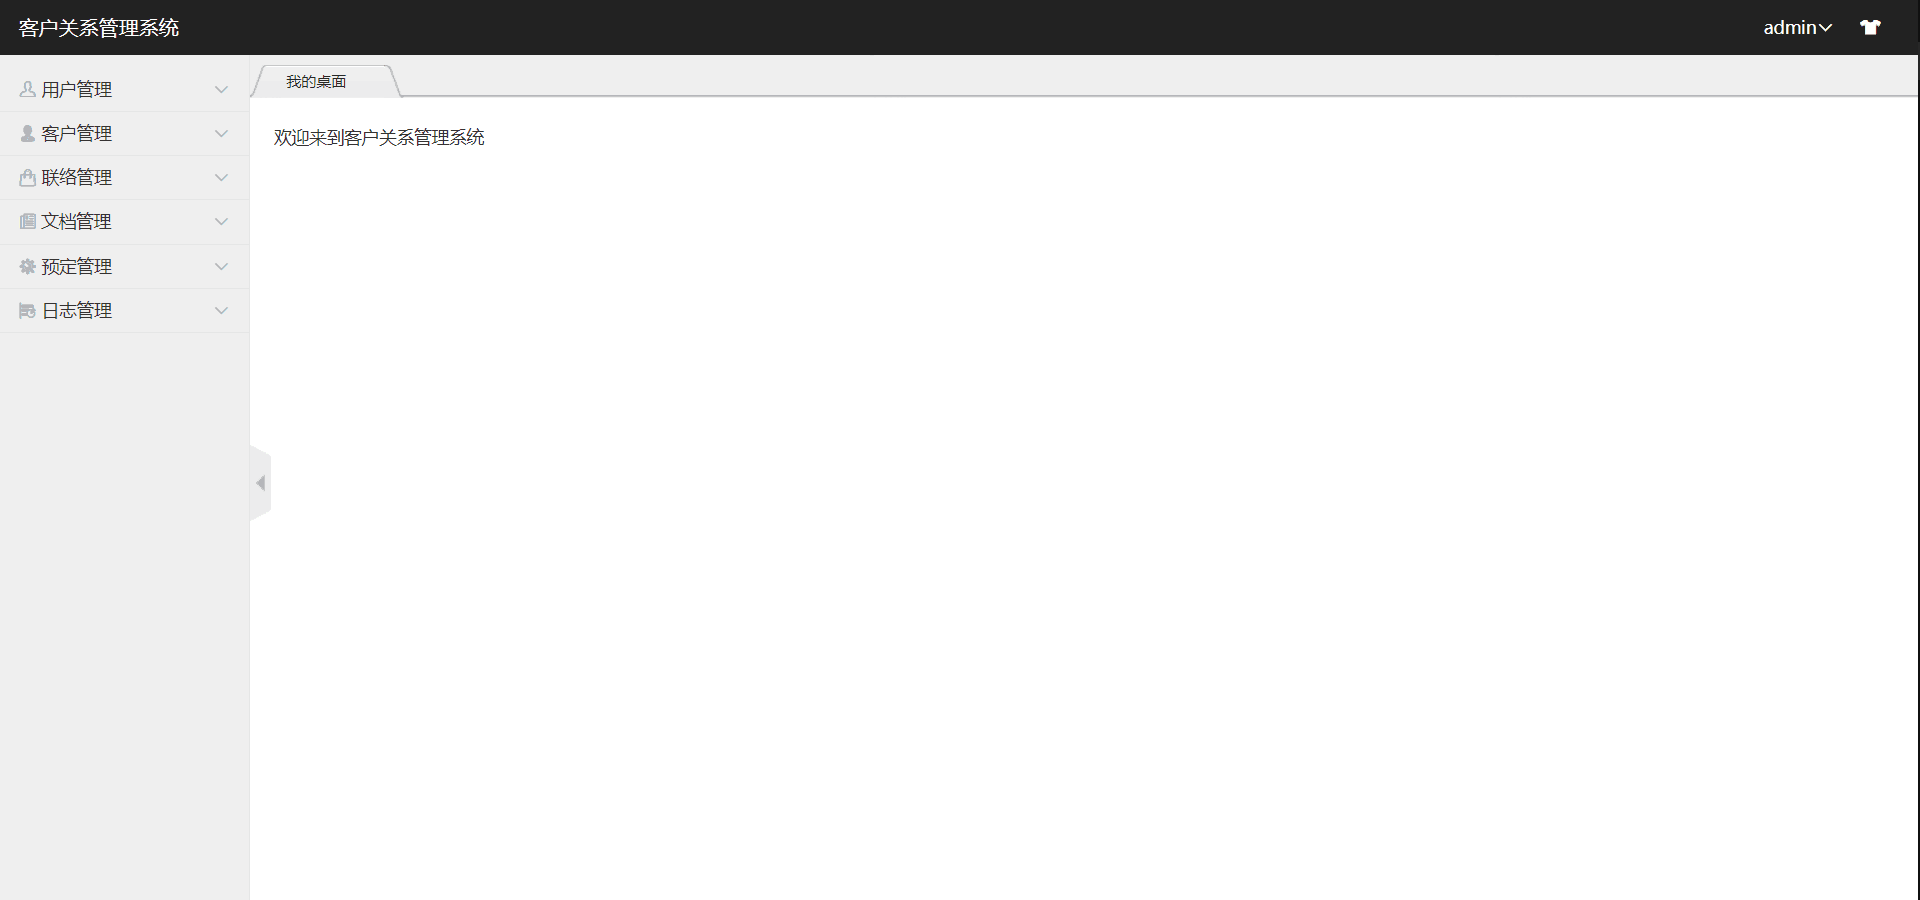 客户关系管理系统
admin
我的桌面
用户管理
客户管理
联络管理
文档管理
预定管理
日志管理
欢迎来到客户关系管理系统